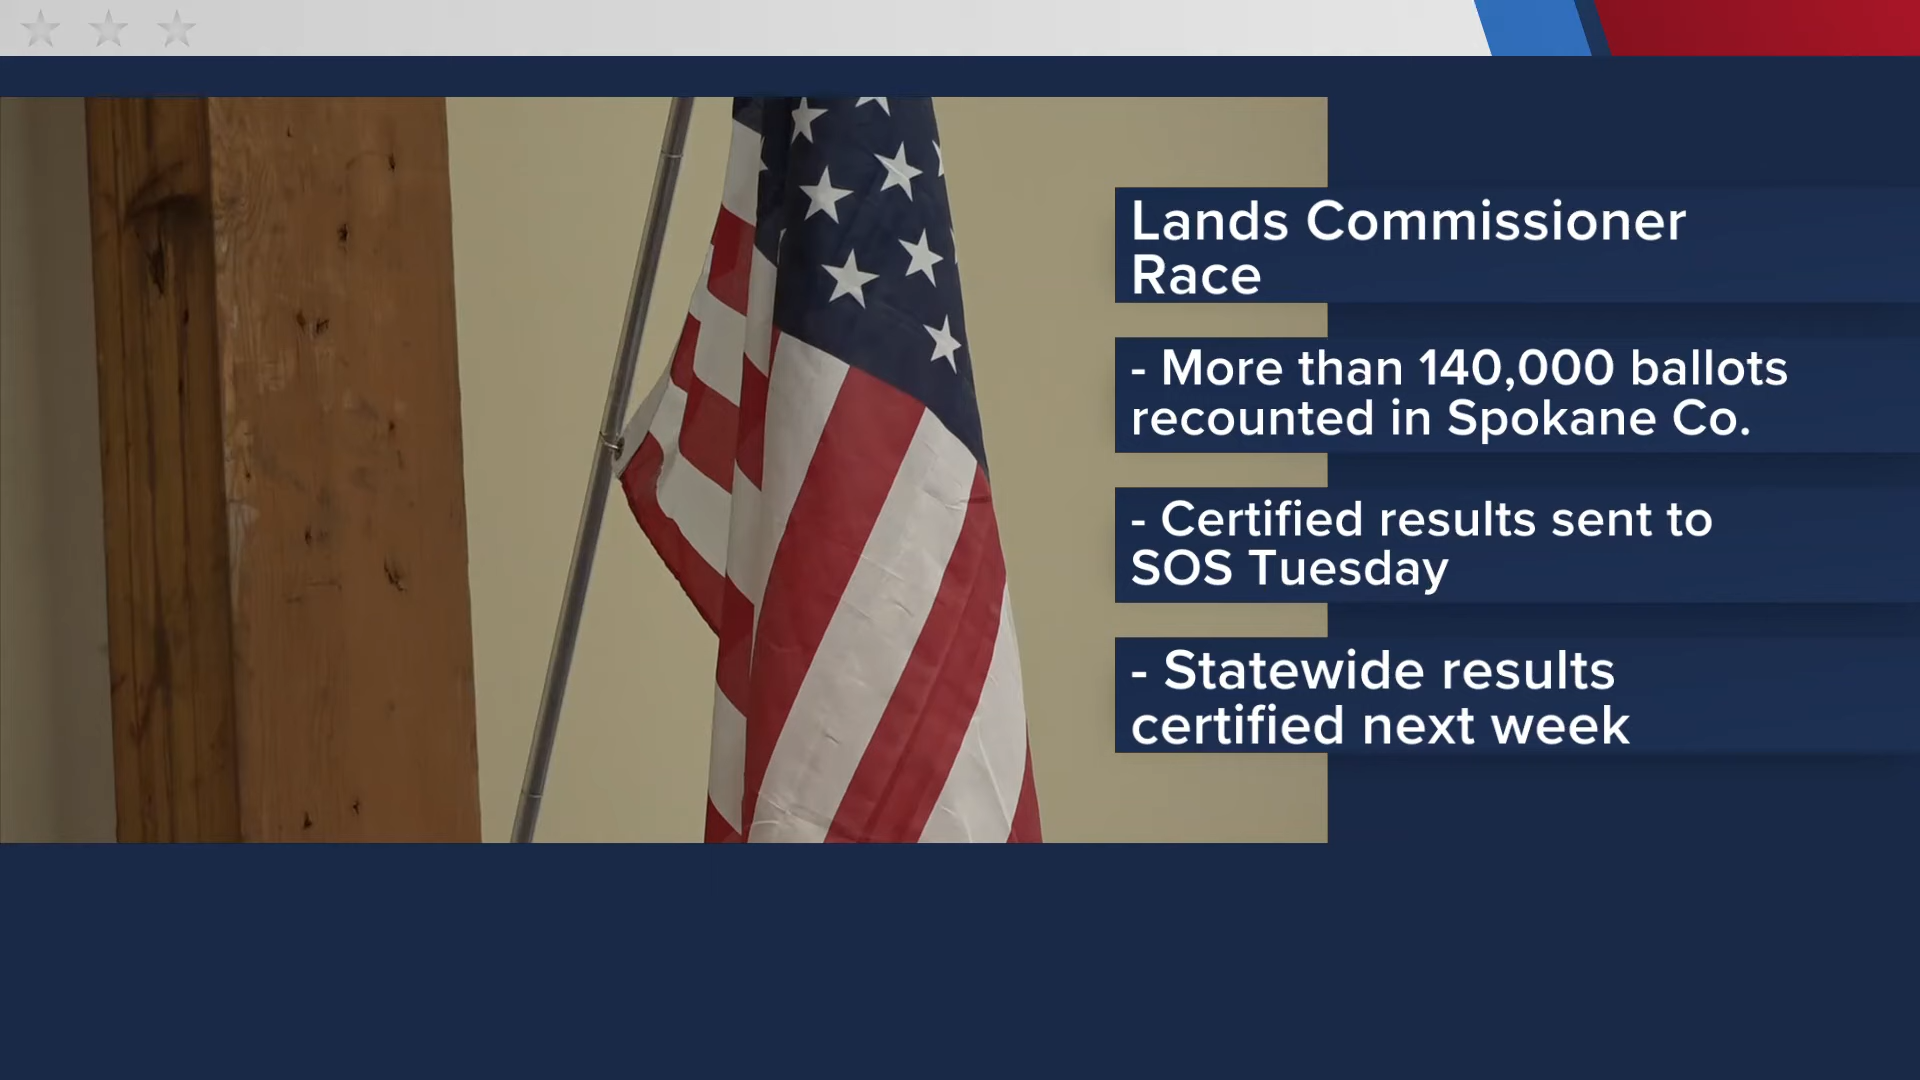 Lands Commissioner
Race
- More than 140,000 ballots
recounted in Spokane Co.
- Certified results sent to
SOS Tuesday
- Statewide results
certified next week